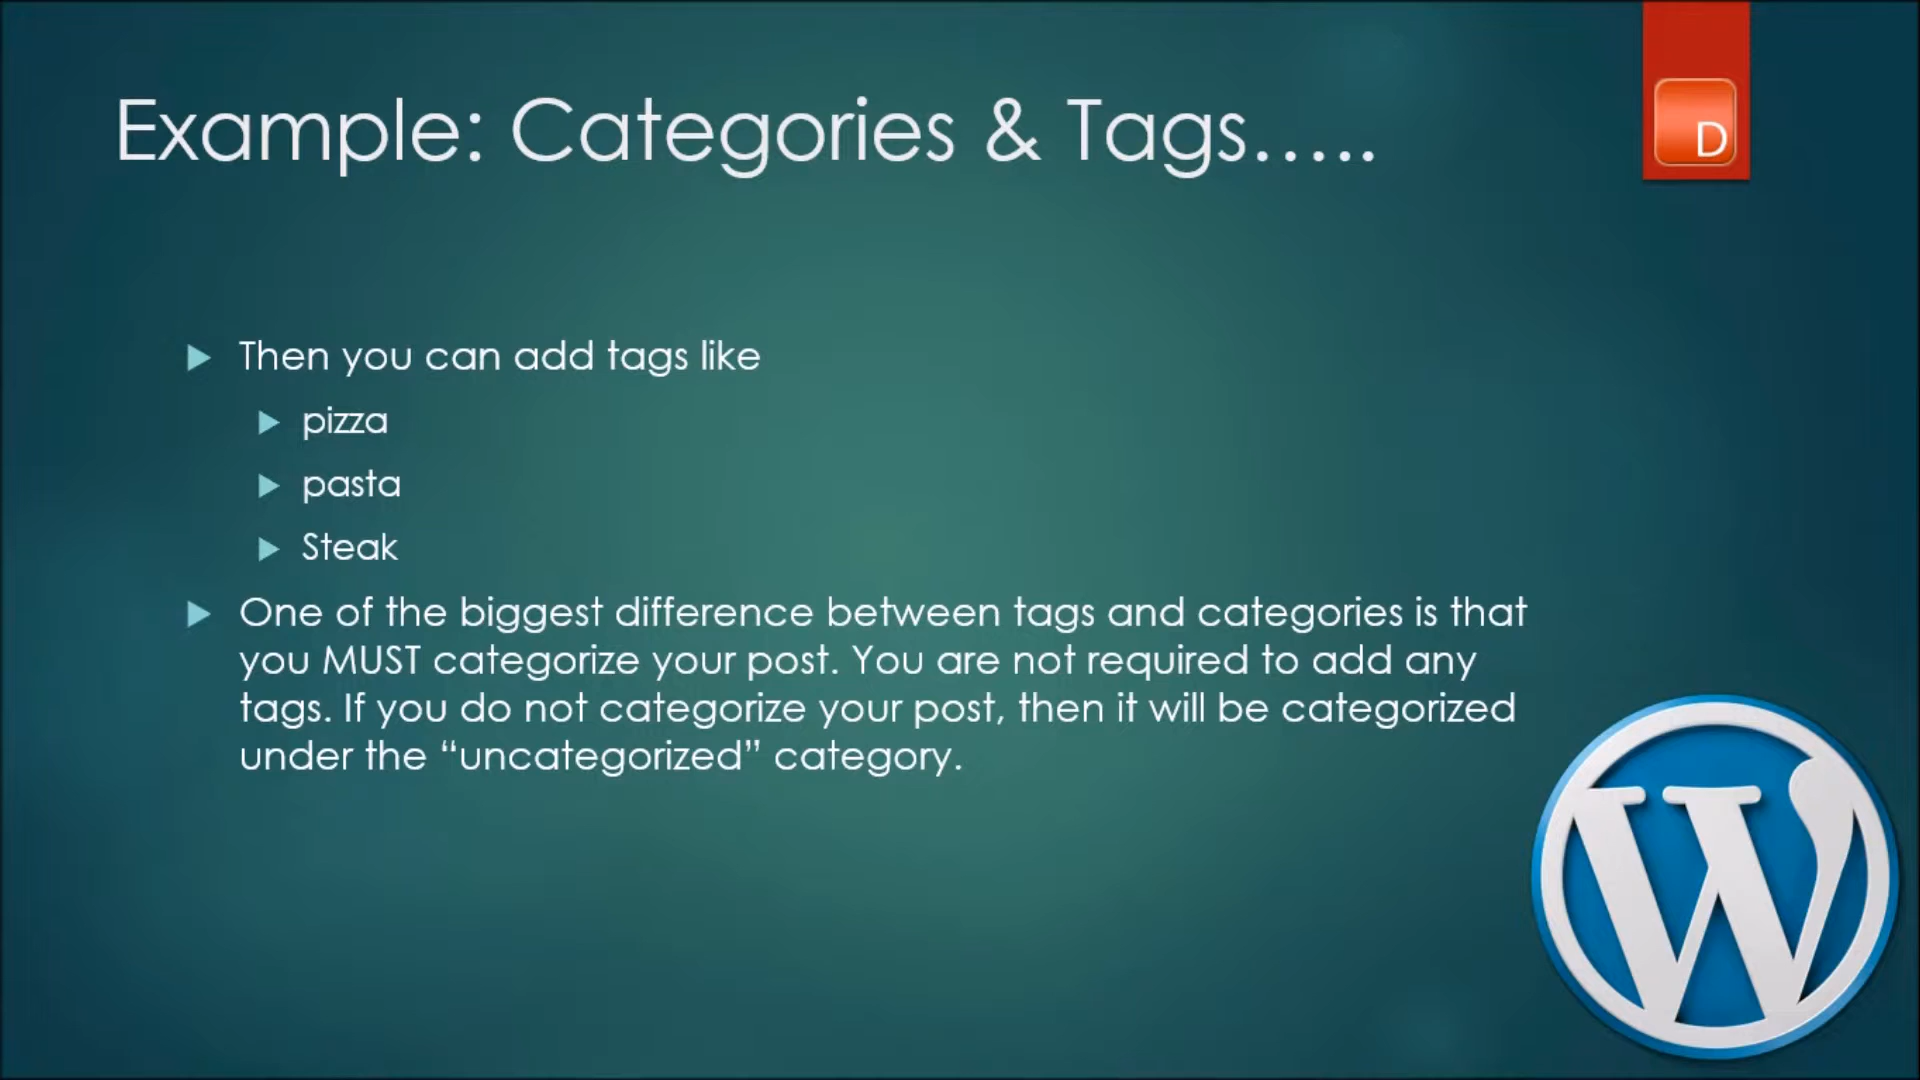 Example: Categories & Tags.....
D
Then you can add tags like
pizza
pasta
Steak
One of the biggest difference between tags and categories is that
you MUST categorize your post. You are not required to add any
tags. If you do not categorize your post, then it will be categorized
under the “uncategorized” category.
W